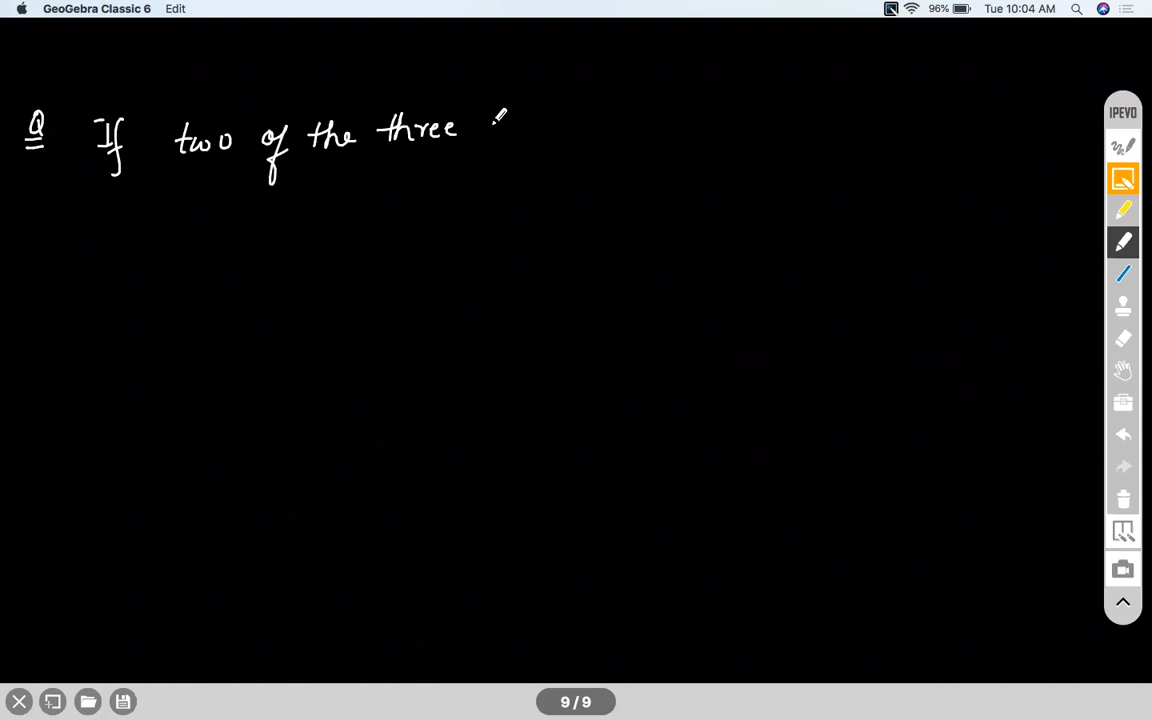 GeoGebra Classic 6 Edit 96% Tue 10:04 AM
IPEVO
Q If two of the three
9 / 9